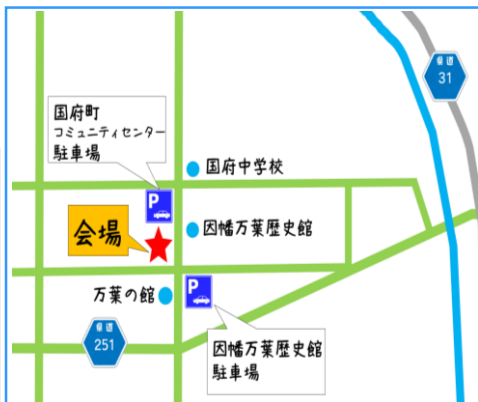 県道
31
国府町
コミュニティセンター
駐車場
国府中学校
P
会場
因幡万葉歴史館
万葉の館
P
県道
251
因幡万葉歴史館
駐車場